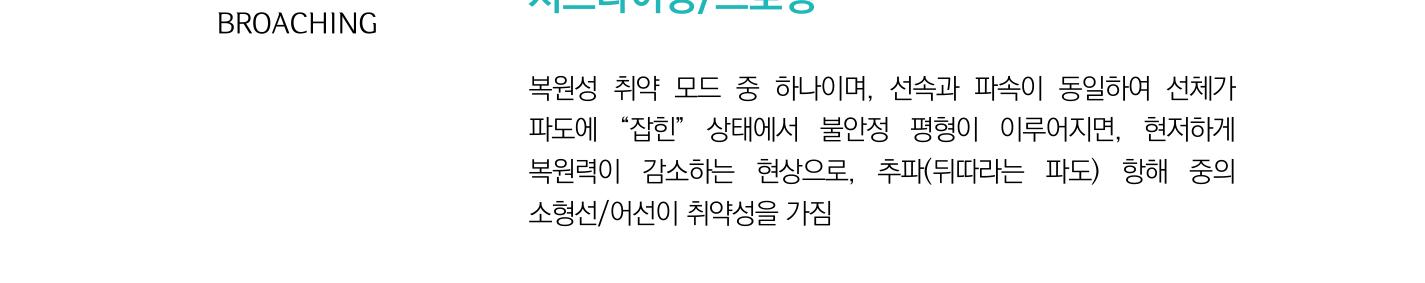 BROACHING
복원성 취약 모드 중 하나이며, 선속과 파속이 동일하여 선체가
파도에 “잡힌” 상태에서 불안정 평형이 이루어지면, 현저하게
복원력이 감소하는 현상으로, 추파(뒤따라는 파도) 항해 중의
소형선/어선이 취약성을 가짐